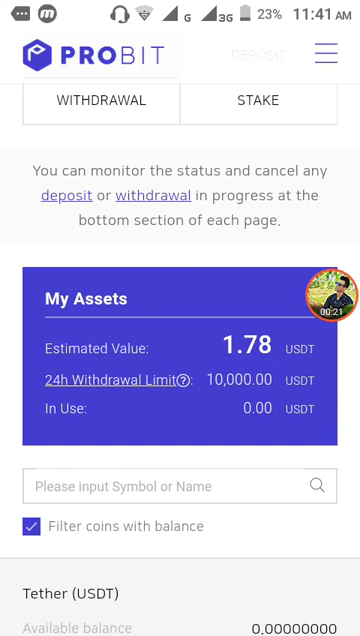 G 3G 23% 11:41 AM
PROBIT
DEPOSIT
WITHDRAWAL STAKE
You can monitor the status and cancel any
deposit or withdrawal in progress at the
bottom section of each page.
My Assets
00:21
Estimated Value: 1.78 USDT
24h Withdrawal Limit?: 10,000.00 USDT
In Use: 0.00 USDT
Please input Symbol or Name
Filter coins with balance
Tether (USDT)
Available balance 0.00000000